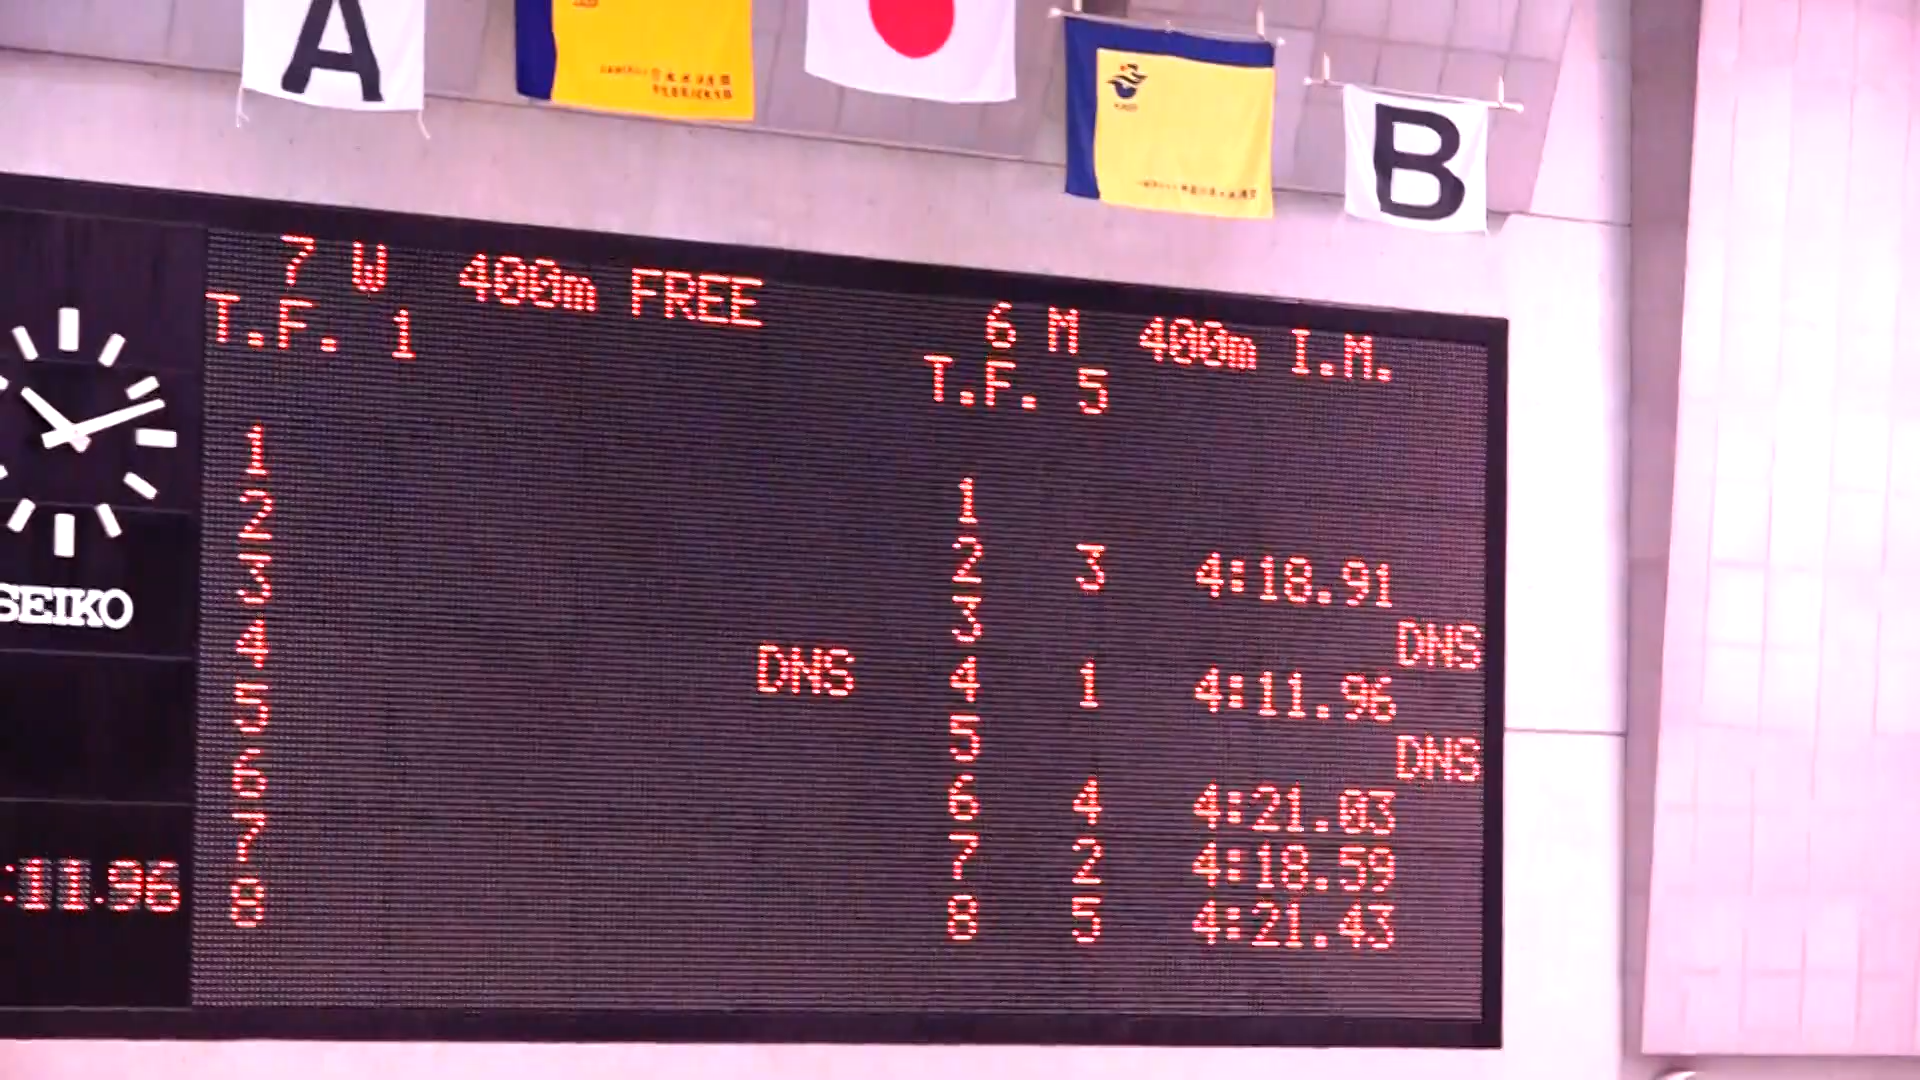 A
B
7 W 400m FREE
T.F. 1
1
2
3
4 DNS
5
6
7
8
6 M 400m I.M.
T.F. 5
1
2 3 4:18.91
3 DNS
4 1 4:11.96
5 DNS
6 4 4:21.03
7 2 4:18.59
8 5 4:21.43
SEIKO
:11.96